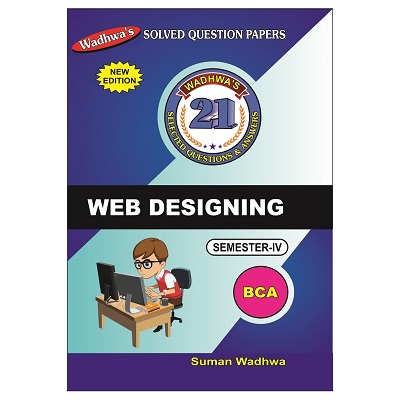 Wadhwa's SOLVED QUESTION PAPERS
NEW
EDITION
WADHWA'S
21
SELECTED QUESTIONS & ANSWERS
WEB DESIGNING
SEMESTER-IV
BCA
Suman Wadhwa